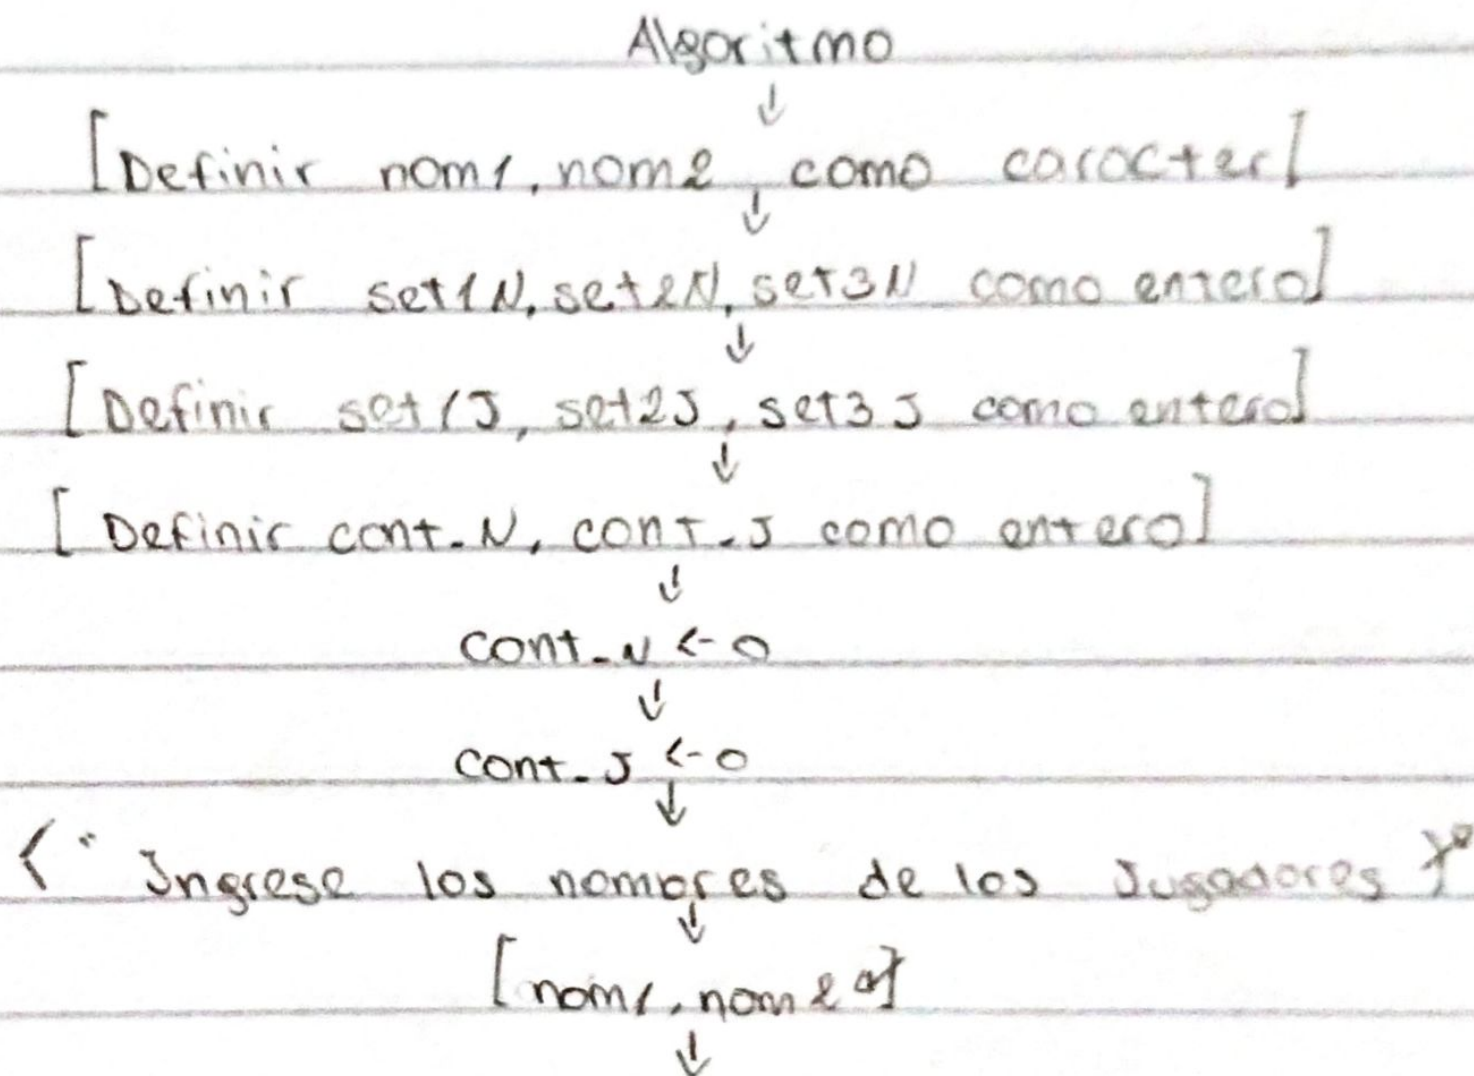 Algoritmo
↓
[Definir nom1, nom2, como caracter]
↓
[Definir set1N, set2N, set3N como entero]
↓
[Definir set1J, set2J, set3J como entero]
↓
[Definir cont_N, cont_J como entero]
↓
cont_N <- 0
↓
cont_J <- 0
↓
<" Ingrese los nombres de los Jugadores
↓
[nom1, nom2
↓